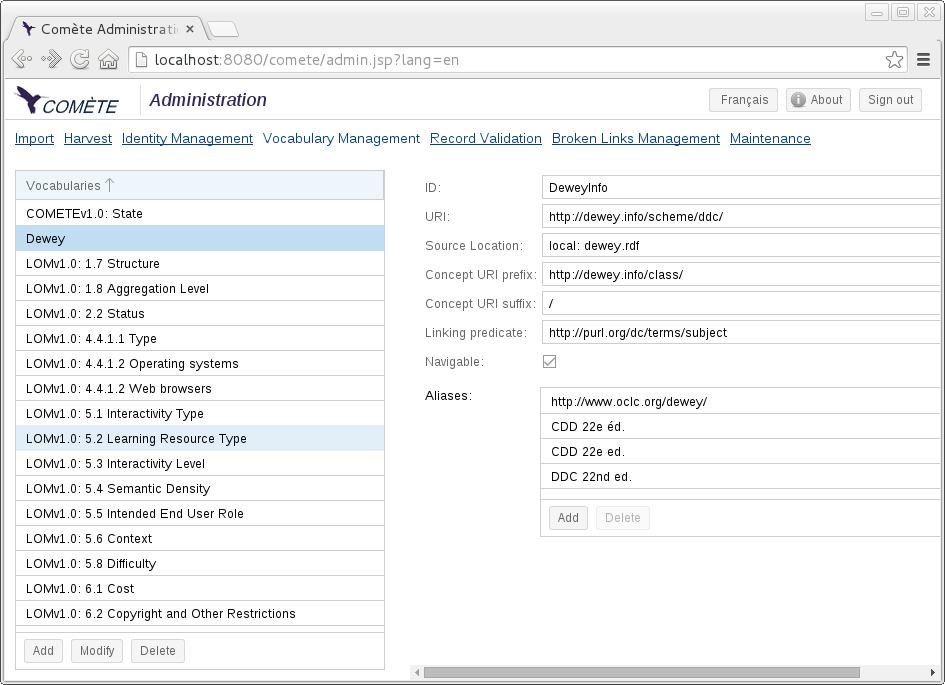 Comète Administrati
localhost:8080/comete/admin.jsp?lang=en
COMÈTE Administration Français About Sign out
Import Harvest Identity Management Vocabulary Management Record Validation Broken Links Management Maintenance
Vocabularies
COMETEv1.0: State
Dewey
LOMv1.0: 1.7 Structure
LOMv1.0: 1.8 Aggregation Level
LOMv1.0: 2.2 Status
LOMv1.0: 4.4.1.1 Type
LOMv1.0: 4.4.1.2 Operating systems
LOMv1.0: 4.4.1.2 Web browsers
LOMv1.0: 5.1 Interactivity Type
LOMv1.0: 5.2 Learning Resource Type
LOMv1.0: 5.3 Interactivity Level
LOMv1.0: 5.4 Semantic Density
LOMv1.0: 5.5 Intended End User Role
LOMv1.0: 5.6 Context
LOMv1.0: 5.8 Difficulty
LOMv1.0: 6.1 Cost
LOMv1.0: 6.2 Copyright and Other Restrictions
Add Modify Delete
ID: DeweyInfo
URI: http://dewey.info/scheme/ddc/
Source Location: local: dewey.rdf
Concept URI prefix: http://dewey.info/class/
Concept URI suffix: /
Linking predicate: http://purl.org/dc/terms/subject
Navigable:
Aliases: http://www.oclc.org/dewey/
CDD 22e éd.
CDD 22e ed.
DDC 22nd ed.
Add Delete